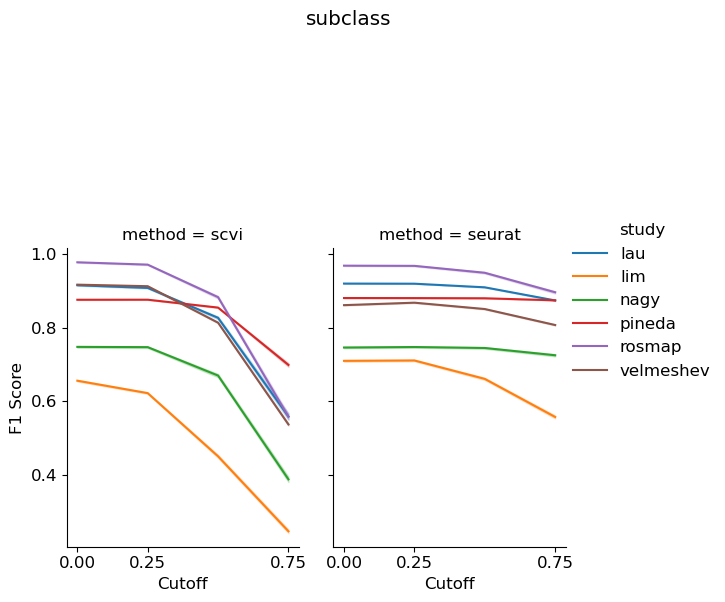 subclass
method = scvi
method = seurat
study
lau
lim
nagy
pineda
rosmap
velmeshev
1.0
0.8
0.6
0.4
F1 Score
0.00 0.25 0.75
0.00 0.25 0.75
Cutoff
Cutoff